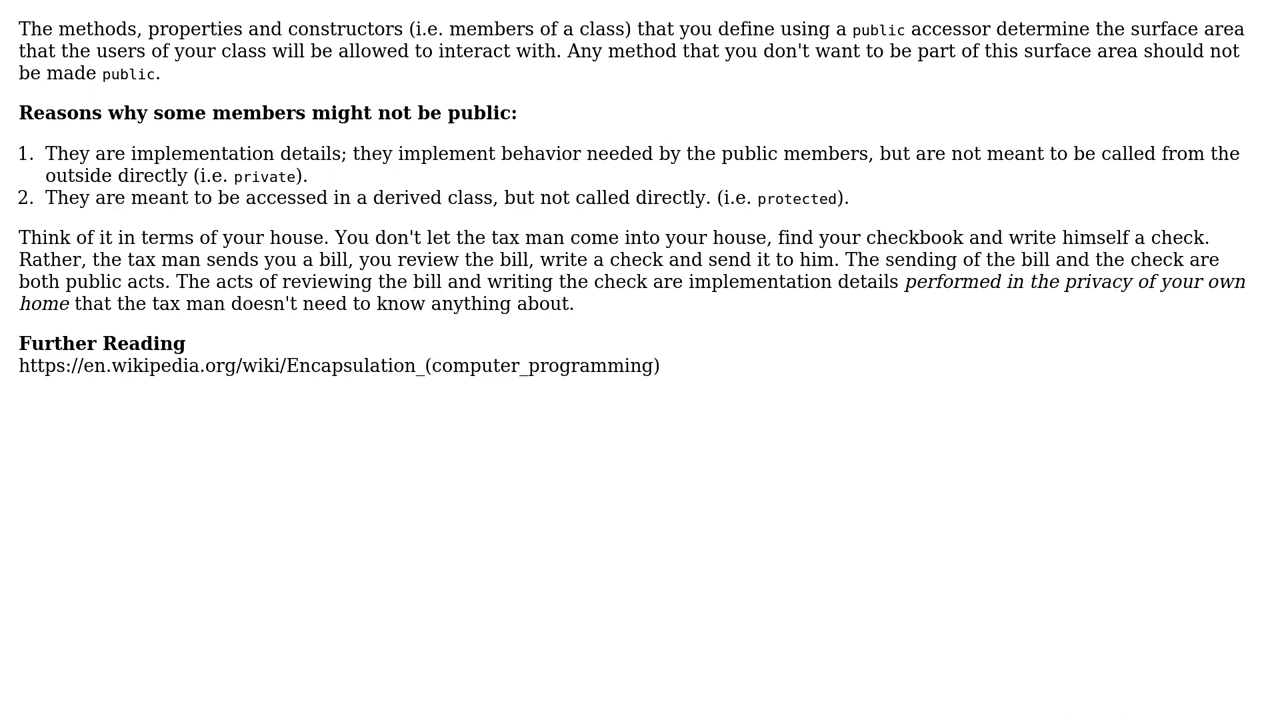 The methods, properties and constructors (i.e. members of a class) that you define using a public accessor determine the surface area
that the users of your class will be allowed to interact with. Any method that you don't want to be part of this surface area should not
be made public.
Reasons why some members might not be public:
1. They are implementation details; they implement behavior needed by the public members, but are not meant to be called from the
outside directly (i.e. private).
2. They are meant to be accessed in a derived class, but not called directly. (i.e. protected).
Think of it in terms of your house. You don't let the tax man come into your house, find your checkbook and write himself a check.
Rather, the tax man sends you a bill, you review the bill, write a check and send it to him. The sending of the bill and the check are
both public acts. The acts of reviewing the bill and writing the check are implementation details performed in the privacy of your own
home that the tax man doesn't need to know anything about.
Further Reading
https://en.wikipedia.org/wiki/Encapsulation_(computer_programming)